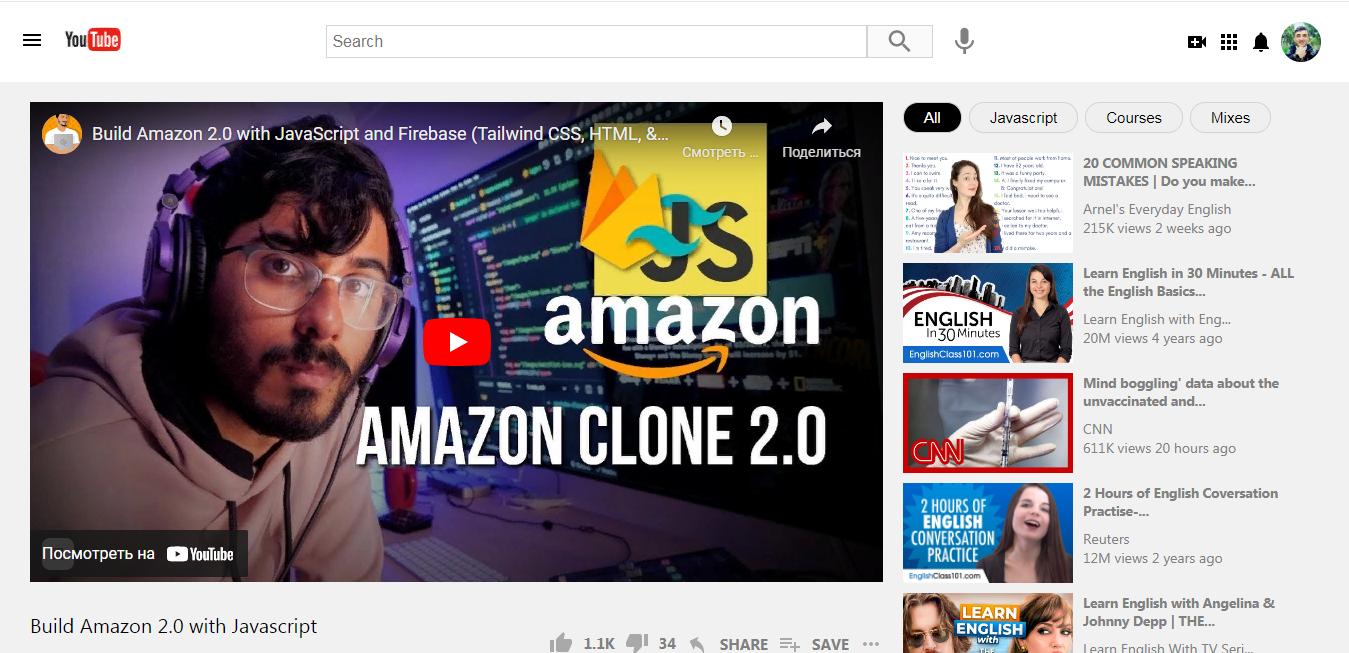 YouTube
Search
Build Amazon 2.0 with JavaScript and Firebase (Tailwind CSS, HTML, &...
Смотреть ...
Поделиться
JS
amazon
AMAZON CLONE 2.0
Посмотреть на YouTube
Build Amazon 2.0 with Javascript
1.1K
34
SHARE
SAVE
All
Javascript
Courses
Mixes
20 COMMON SPEAKING
MISTAKES | Do you make...
Arnel's Everyday English
215K views 2 weeks ago
ENGLISH
In 30 Minutes
EnglishClass101.com
Learn English in 30 Minutes - ALL
the English Basics...
Learn English with Eng...
20M views 4 years ago
CNN
Mind boggling' data about the
unvaccinated and...
CNN
611K views 20 hours ago
2 HOURS OF
ENGLISH
CONVERSATION
PRACTICE
EnglishClass101.com
2 Hours of English Coversation
Practise-...
Reuters
12M views 2 years ago
LEARN
ENGLISH
with
THE
Learn English with Angelina &
Johnny Depp | THE...
Learn English With TV Seri...